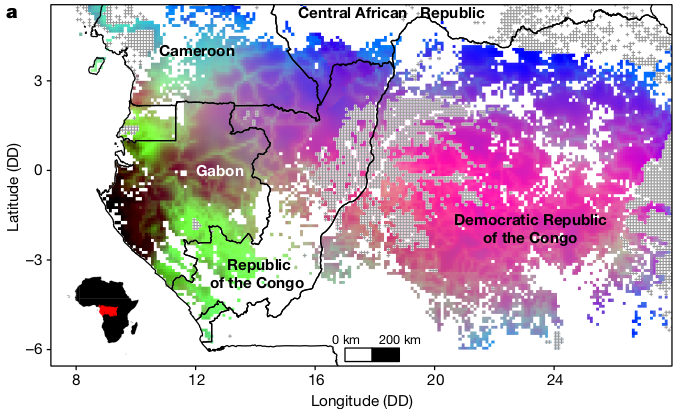 a
Central African Republic
Cameroon
Gabon
Democratic Republic
of the Congo
Republic
of the Congo
0 km 200 km
3
0
−3
−6
Latitude (DD)
8 12 16 20 24
Longitude (DD)